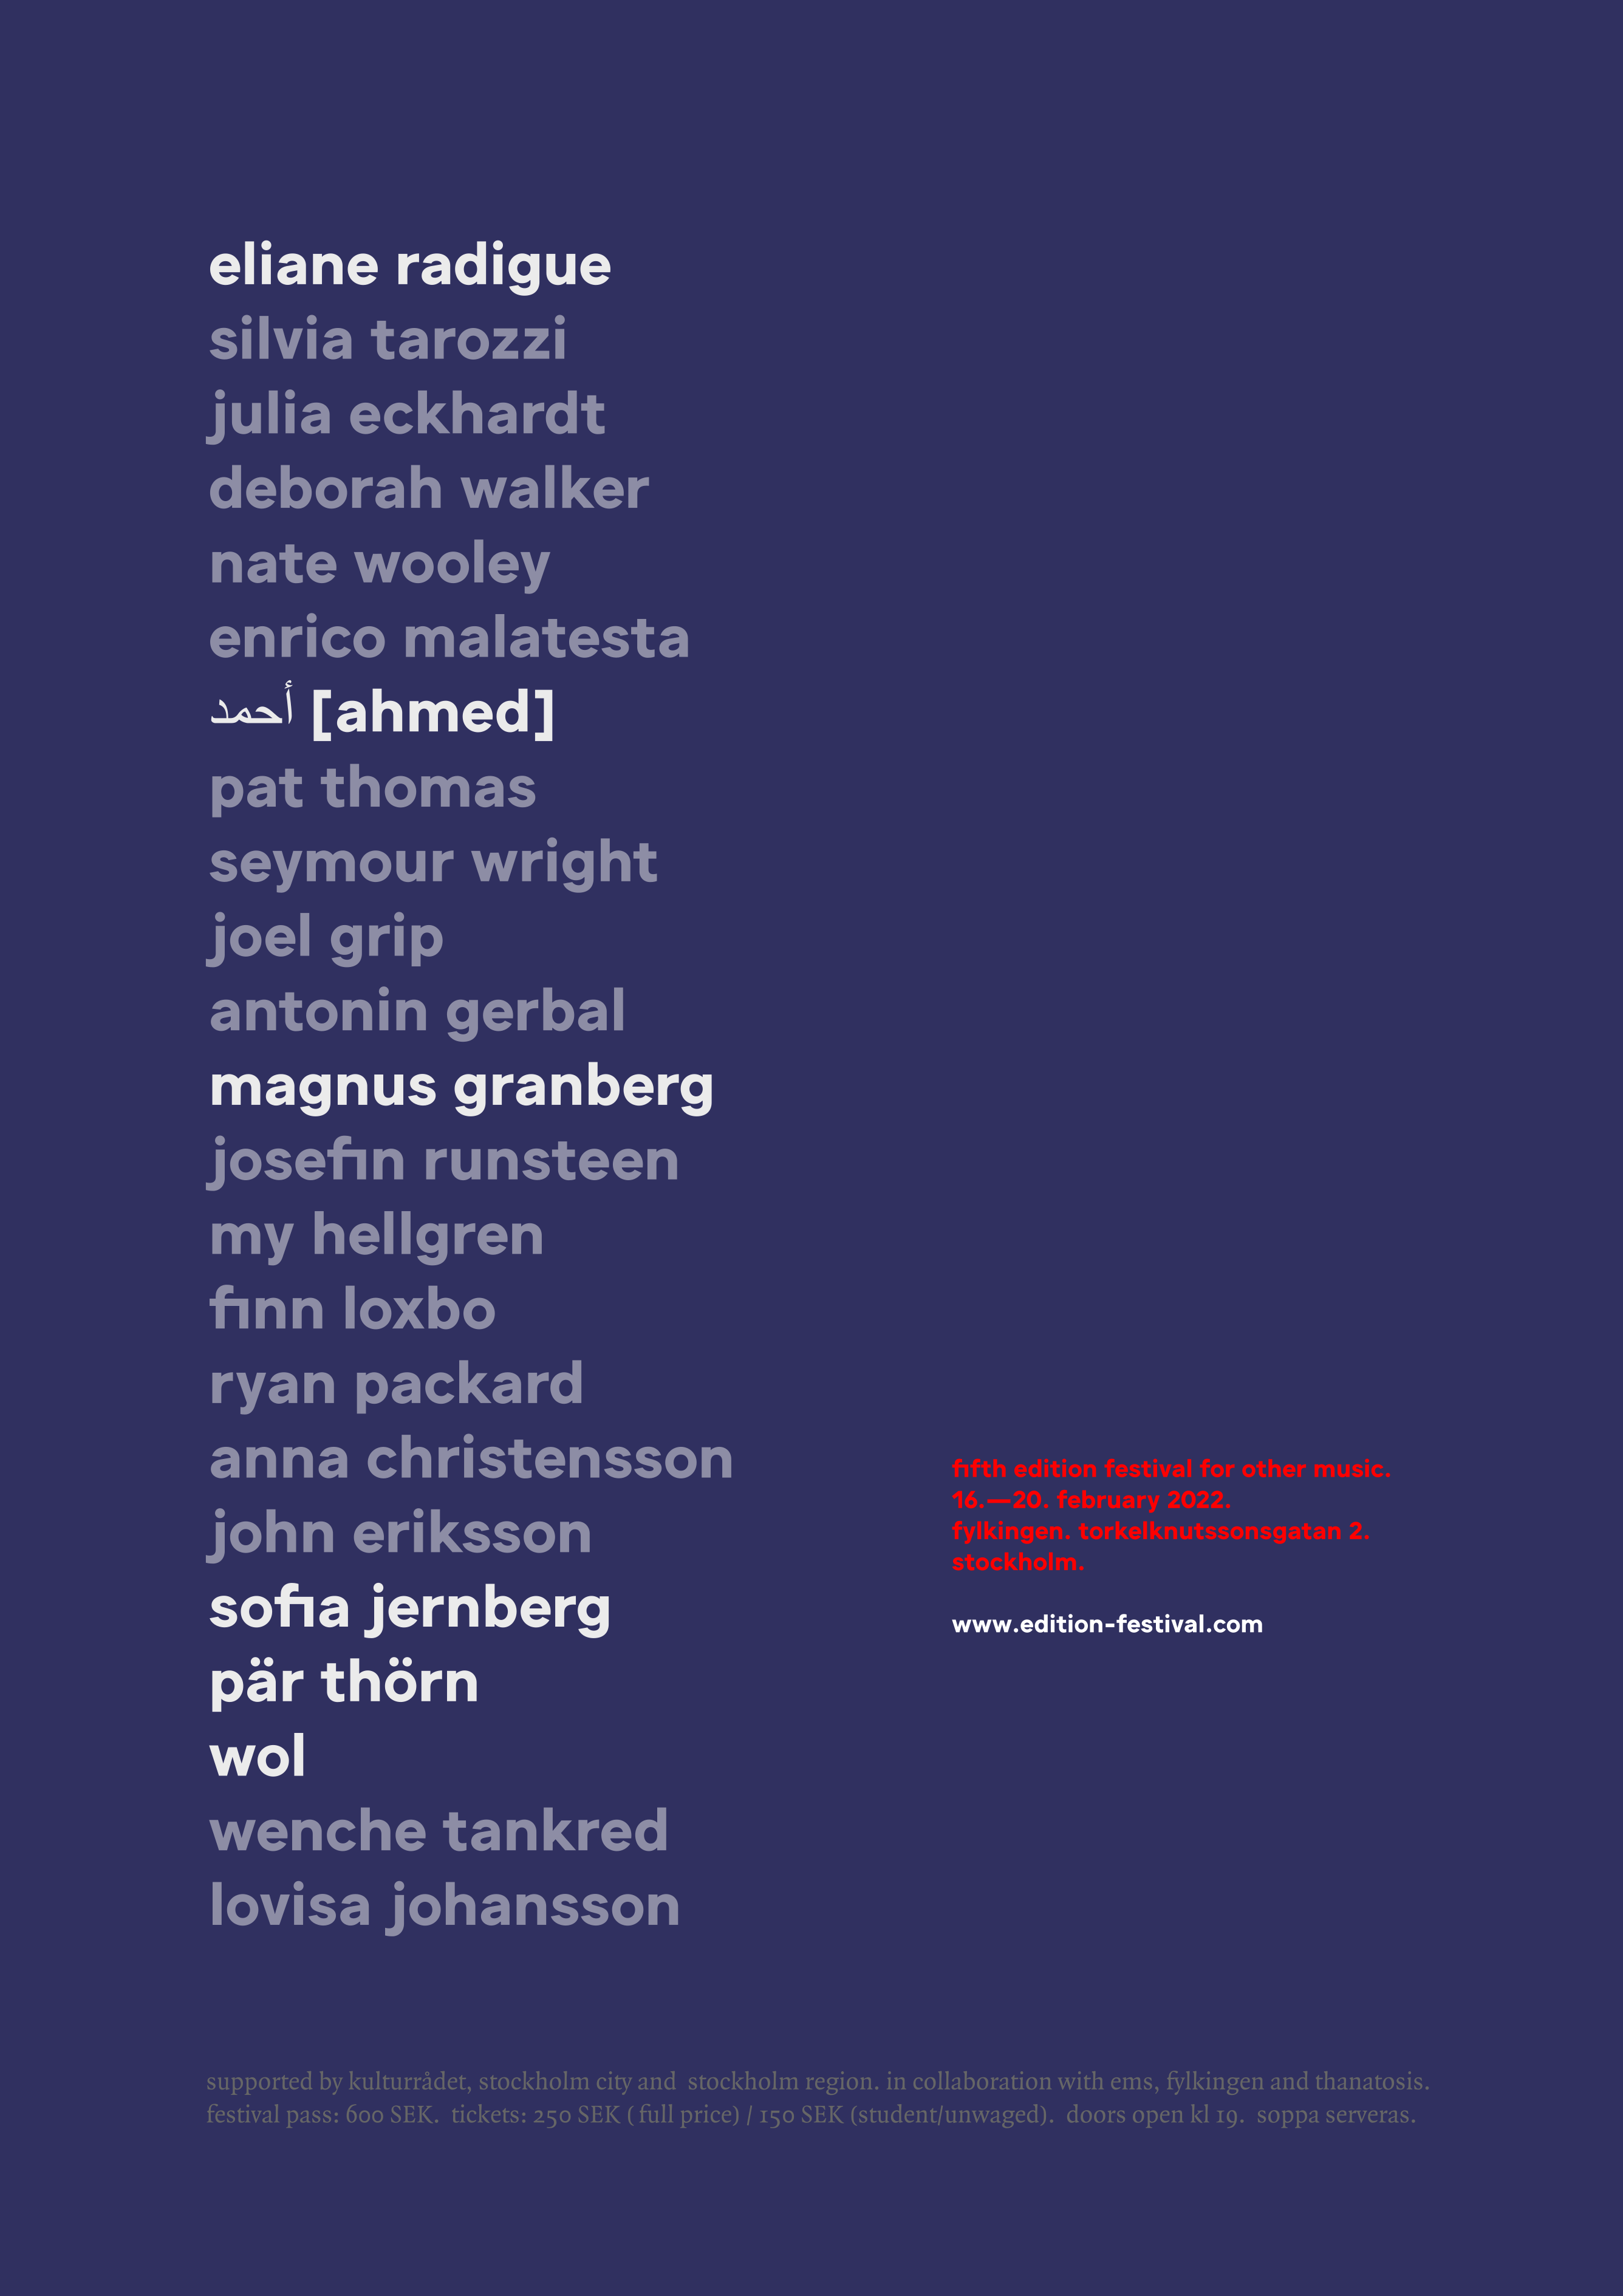 eliane radigue
silvia tarozzi
julia eckhardt
deborah walker
nate wooley
enrico malatesta
أحمد [ahmed]
pat thomas
seymour wright
joel grip
antonin gerbal
magnus granberg
josefin runsteen
my hellgren
finn loxbo
ryan packard
anna christensson
john eriksson
sofia jernberg
pär thörn
wol
wenche tankred
lovisa johansson
fifth edition festival for other music.
16.—20. february 2022.
fylkingen. torkelknutssonsgatan 2.
stockholm.
www.edition-festival.com
supported by kulturrådet, stockholm city and stockholm region. in collaboration with ems, fylkingen and thanatosis.
festival pass: 600 SEK. tickets: 250 SEK (full price) / 150 SEK (student/unwaged). doors open kl 19. soppa serveras.